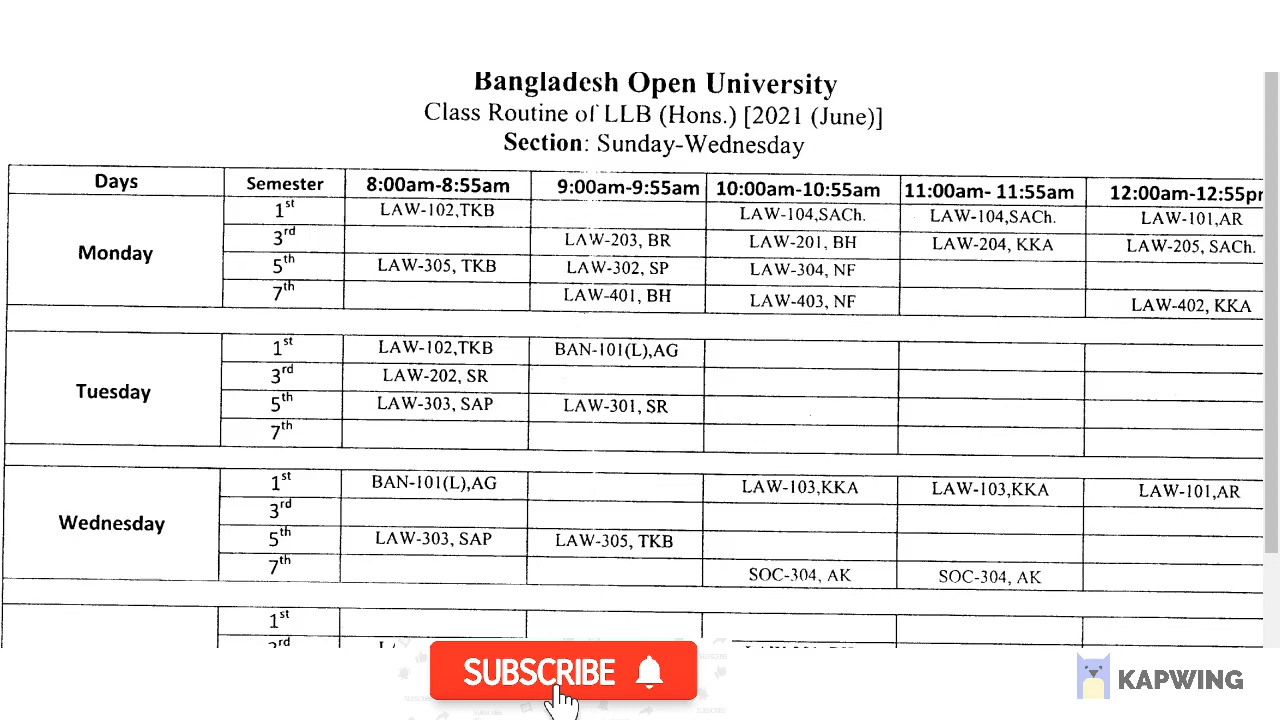 Bangladesh Open University
Class Routine of LLB (Hons.) [2021 (June)]
Section: Sunday-Wednesday
Days Semester 8:00am-8:55am 9:00am-9:55am 10:00am-10:55am 11:00am- 11:55am 12:00am-12:55pm
Monday
1st LAW-102,TKB LAW-104,SACh. LAW-104,SACh. LAW-101,AR
3rd LAW-203, BR LAW-201, BH LAW-204, KKA LAW-205, SACh.
5th LAW-305, TKB LAW-302, SP LAW-304, NF
7th LAW-401, BH LAW-403, NF LAW-402, KKA
Tuesday
1st LAW-102,TKB BAN-101(L),AG
3rd LAW-202, SR
5th LAW-303, SAP LAW-301, SR
7th
Wednesday
1st BAN-101(L),AG LAW-103,KKA LAW-103,KKA LAW-101,AR
3rd
5th LAW-303, SAP LAW-305, TKB
7th SOC-304, AK SOC-304, AK
1st
3rd
SUBSCRIBE
KAPWING